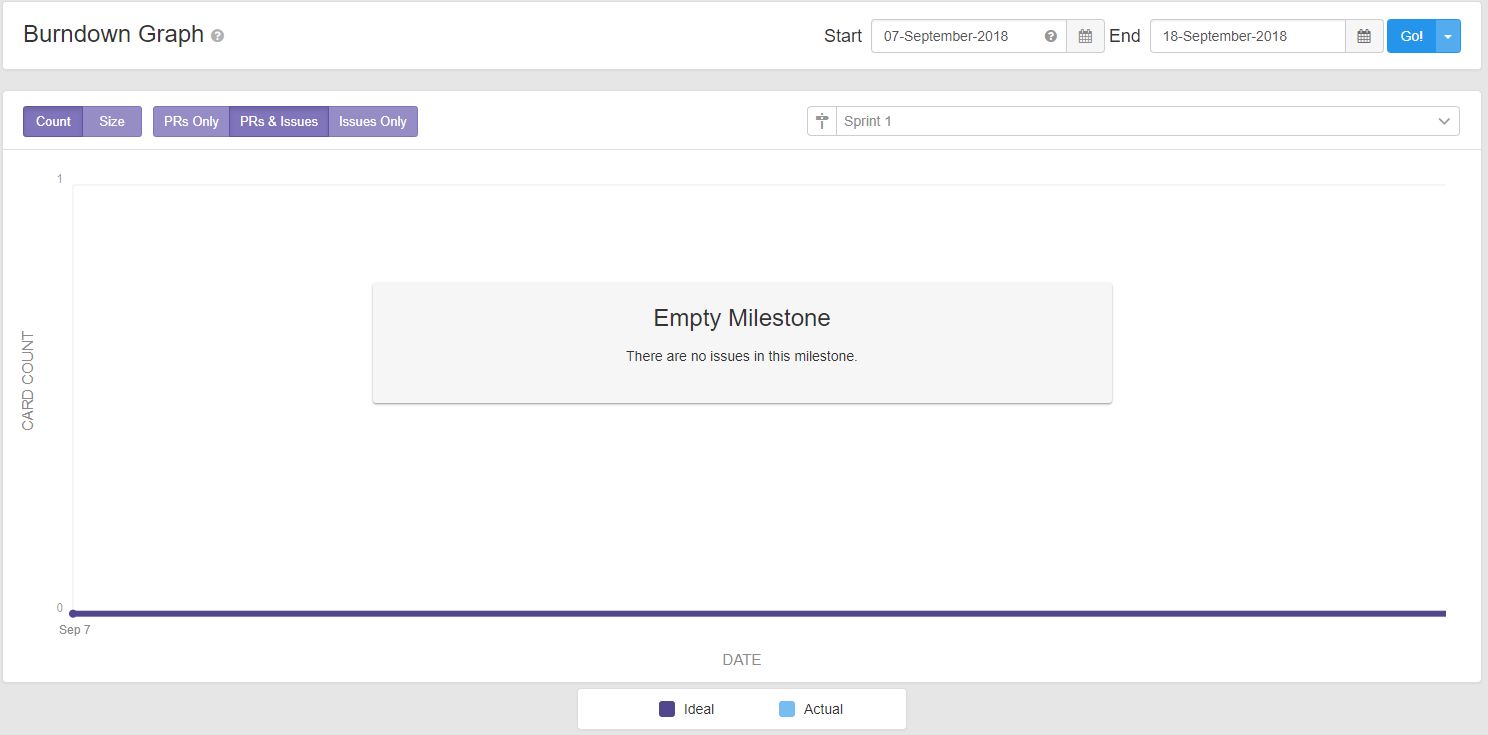 Burndown Graph
Start 07-September-2018 End 18-September-2018 Go!
Count Size PRs Only PRs & Issues Issues Only Sprint 1
1
Empty Milestone
There are no issues in this milestone.
CARD COUNT
0
Sep 7
DATE
Ideal Actual